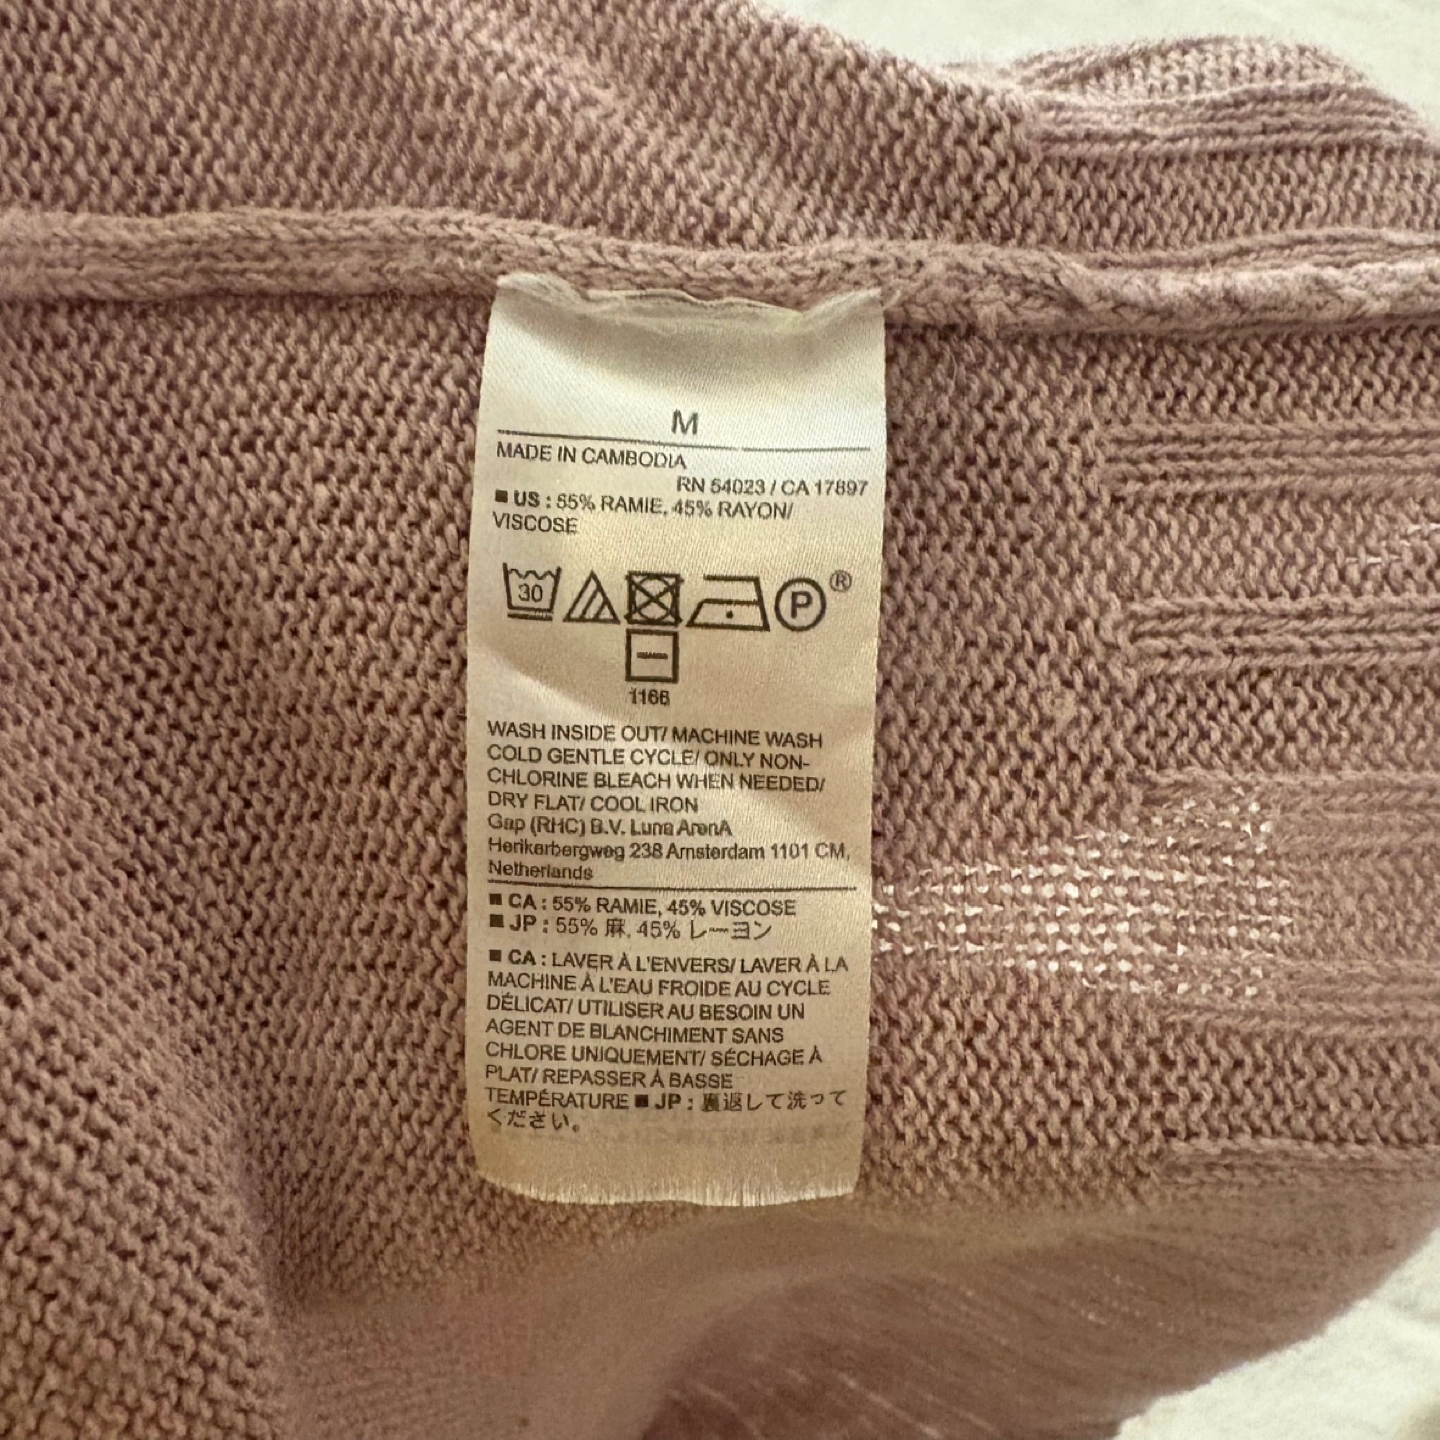 M
MADE IN CAMBODIA
RN 54023 / CA 17897
■ US : 55% RAMIE, 45% RAYON/
VISCOSE
30
P
®
1166
WASH INSIDE OUT/ MACHINE WASH
COLD GENTLE CYCLE/ ONLY NON-
CHLORINE BLEACH WHEN NEEDED/
DRY FLAT/ COOL IRON
Gap (RHC) B.V. Luna ArenA
Herikerbergweg 238 Amsterdam 1101 CM,
Netherlands
■ CA : 55% RAMIE, 45% VISCOSE
■ JP : 55% 麻, 45% レーヨン
■ CA : LAVER À L'ENVERS/ LAVER À LA
MACHINE À L'EAU FROIDE AU CYCLE
DÉLICAT/ UTILISER AU BESOIN UN
AGENT DE BLANCHIMENT SANS
CHLORE UNIQUEMENT/ SÉCHAGE À
PLAT/ REPASSER À BASSE
TEMPÉRATURE ■ JP : 裏返して洗って
ください。